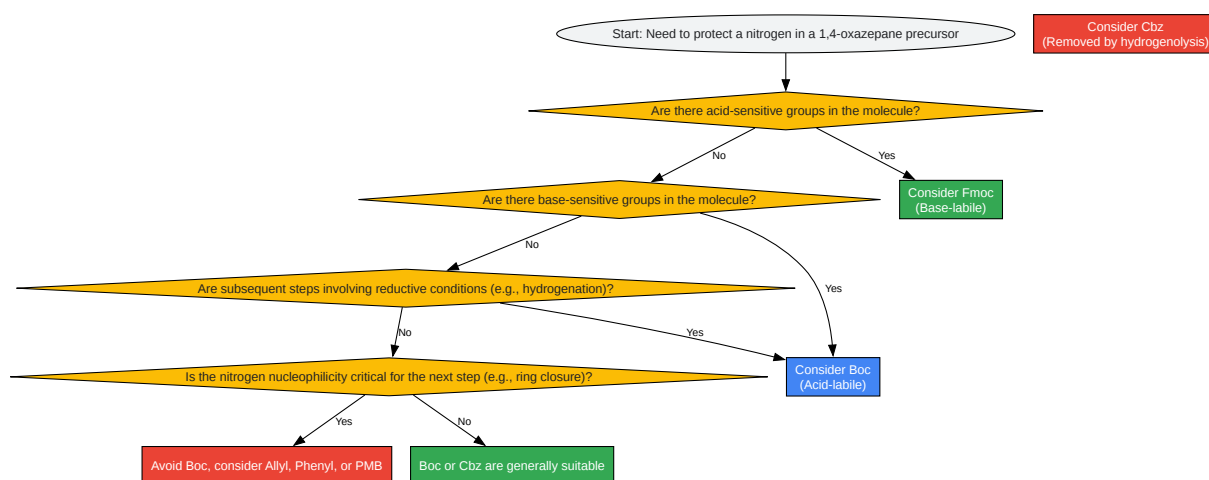 Start: Need to protect a nitrogen in a 1,4-oxazepane precursor
Consider Cbz
(Removed by hydrogenolysis)
Are there acid-sensitive groups in the molecule?
No
Yes
Are there base-sensitive groups in the molecule?
Consider Fmoc
(Base-labile)
No
Yes
Are subsequent steps involving reductive conditions (e.g., hydrogenation)?
No
Yes
Is the nitrogen nucleophilicity critical for the next step (e.g., ring closure)?
Consider Boc
(Acid-labile)
Yes
No
Avoid Boc, consider Allyl, Phenyl, or PMB
Boc or Cbz are generally suitable